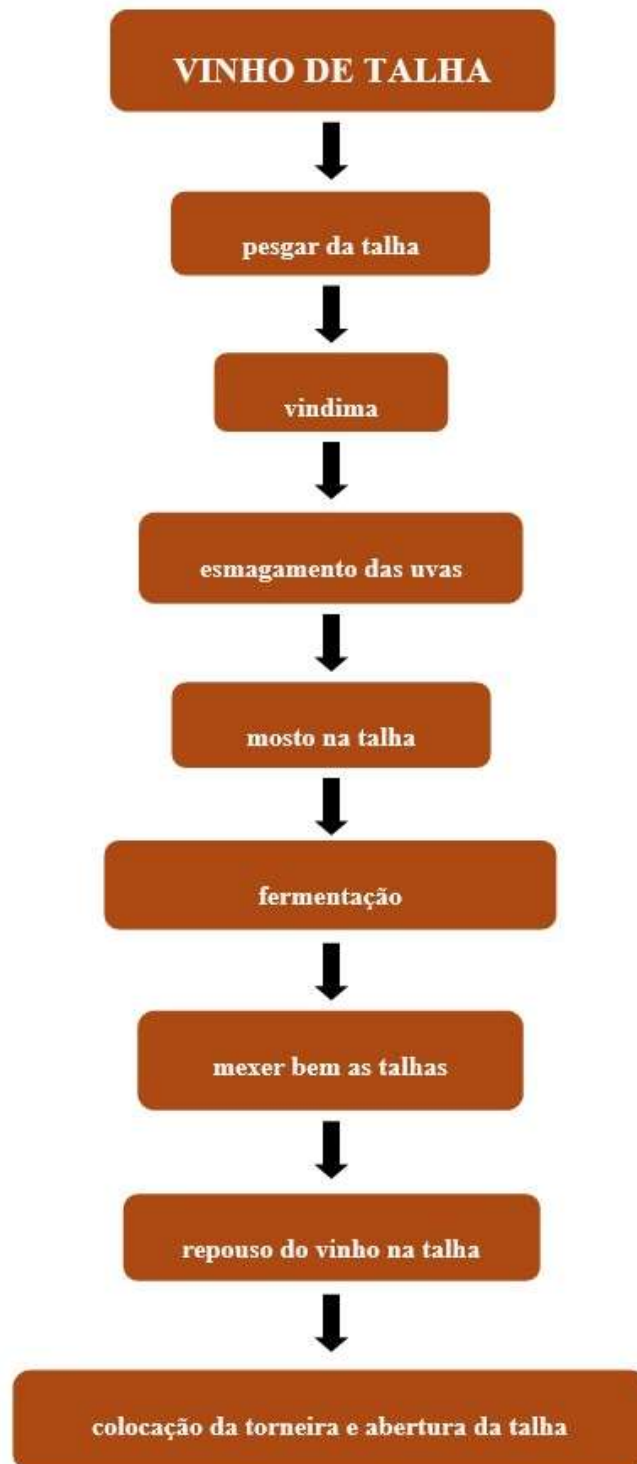 VINHO DE TALHA
pesgar da talha
vindima
esmagamento das uvas
mosto na talha
fermentação
mexer bem as talhas
repouso do vinho na talha
colocação da torneira e abertura da talha